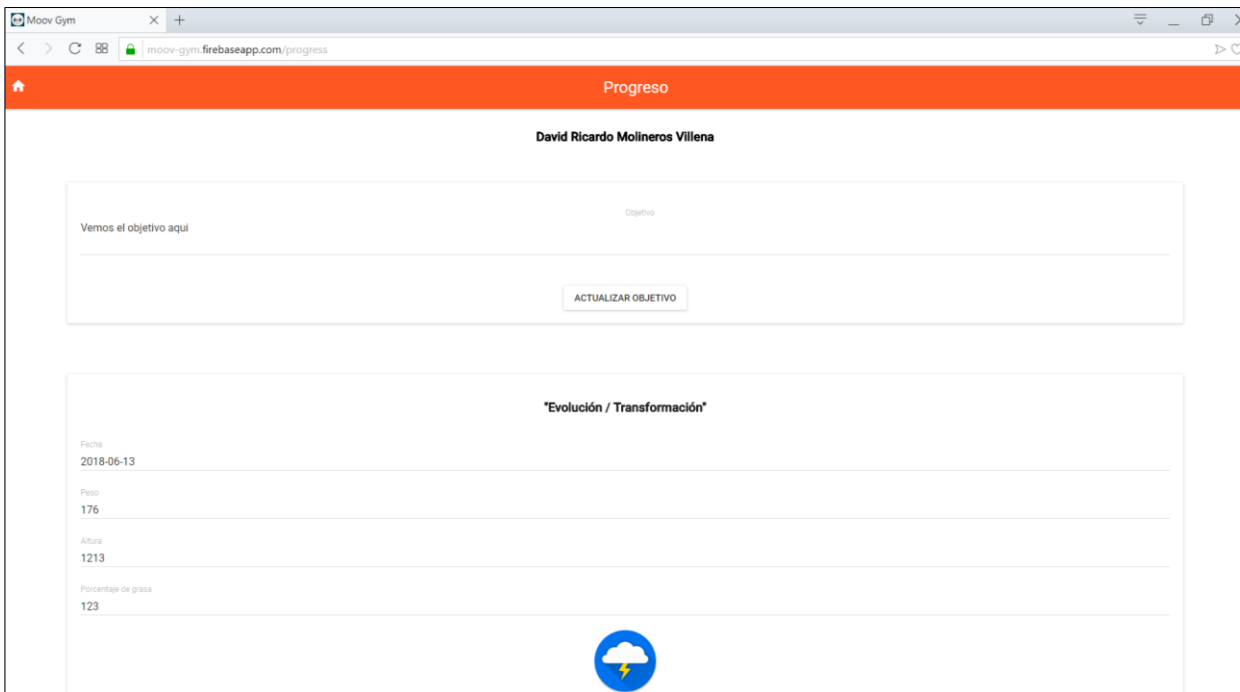 Moov Gym
moov-gym.firebaseapp.com/progress
Progreso
David Ricardo Molineros Villena
Objetivo
Vemos el objetivo aqui
ACTUALIZAR OBJETIVO
"Evolución / Transformación"
Fecha
2018-06-13
Peso
176
Altura
1213
Porcentaje de grasa
123